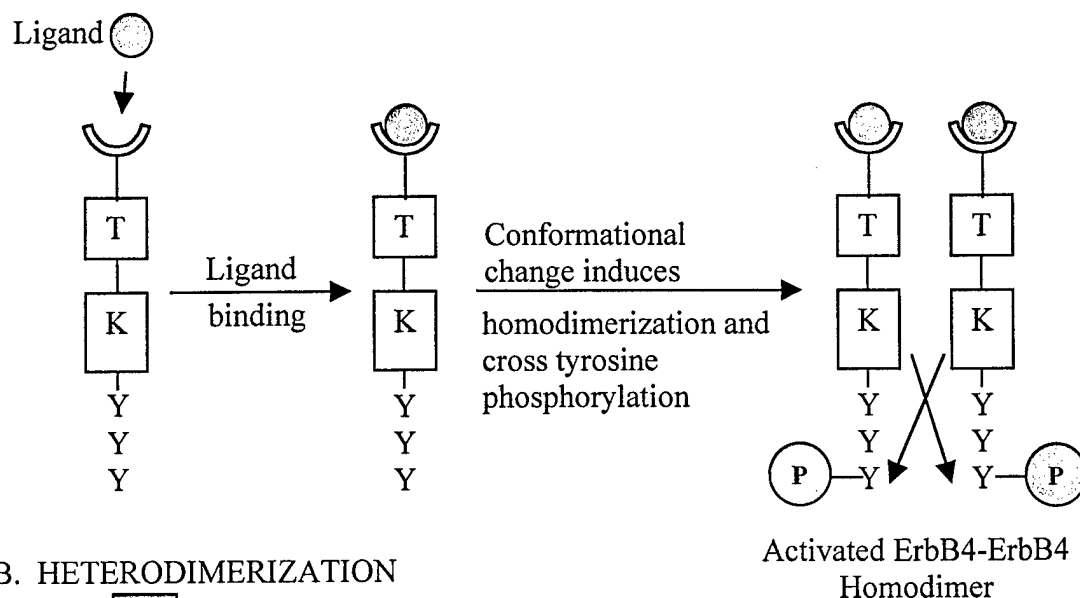 Ligand
T
K
Y
Y
Y
Ligand
binding
T
K
Y
Y
Y
Conformational
change induces
homodimerization and
cross tyrosine
phosphorylation
T T
K K
Y Y
Y Y
P Y Y P
Activated ErbB4-ErbB4
Homodimer
B. HETERODIMERIZATION